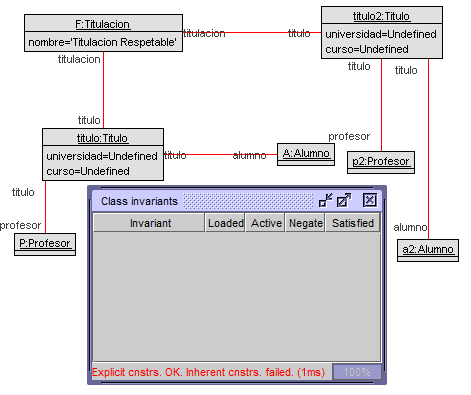 F:Titulacion
nombre='Titulacion Respetable'
titulacion
titulo
titulo2:Titulo
universidad=Undefined
curso=Undefined
titulacion
titulo
titulo
titulo
titulo:Titulo
universidad=Undefined
curso=Undefined
titulo
alumno
A:Alumno
profesor
p2:Profesor
titulo
profesor
P:Profesor
alumno
a2:Alumno
Class invariants
Invariant Loaded Active Negate Satisfied
Explicit cnstrs. OK. Inherent cnstrs. failed. (1ms) 100%